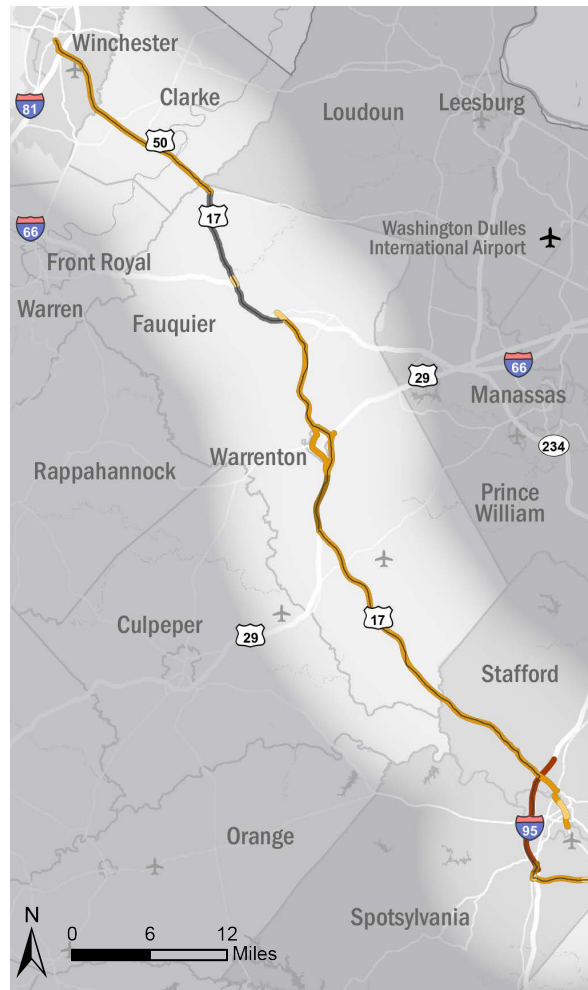 Winchester
Clarke
81
Loudoun
Leesburg
50
17
66
Washington Dulles
International Airport
Front Royal
Warren
Fauquier
66
29
Manassas
234
Warrenton
Rappahannock
Prince
William
Culpeper
29
17
Stafford
95
Orange
Spotsylvania
N
0 6 12
Miles